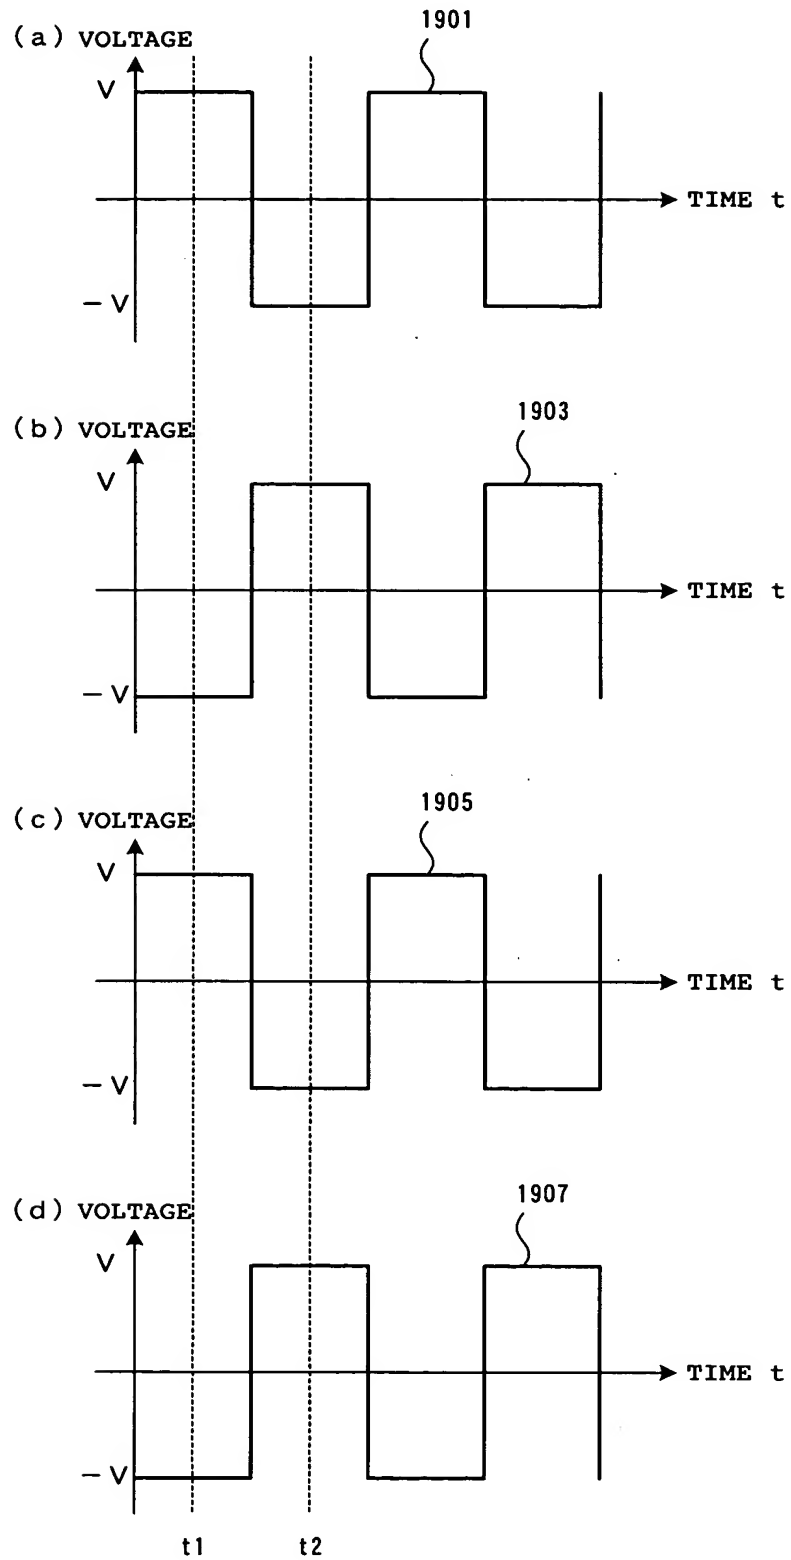 1901
(a) VOLTAGE
V
TIME t
−V
1903
(b) VOLTAGE
V
TIME t
−V
1905
(c) VOLTAGE
V
TIME t
−V
1907
(d) VOLTAGE
V
TIME t
−V
t1 t2